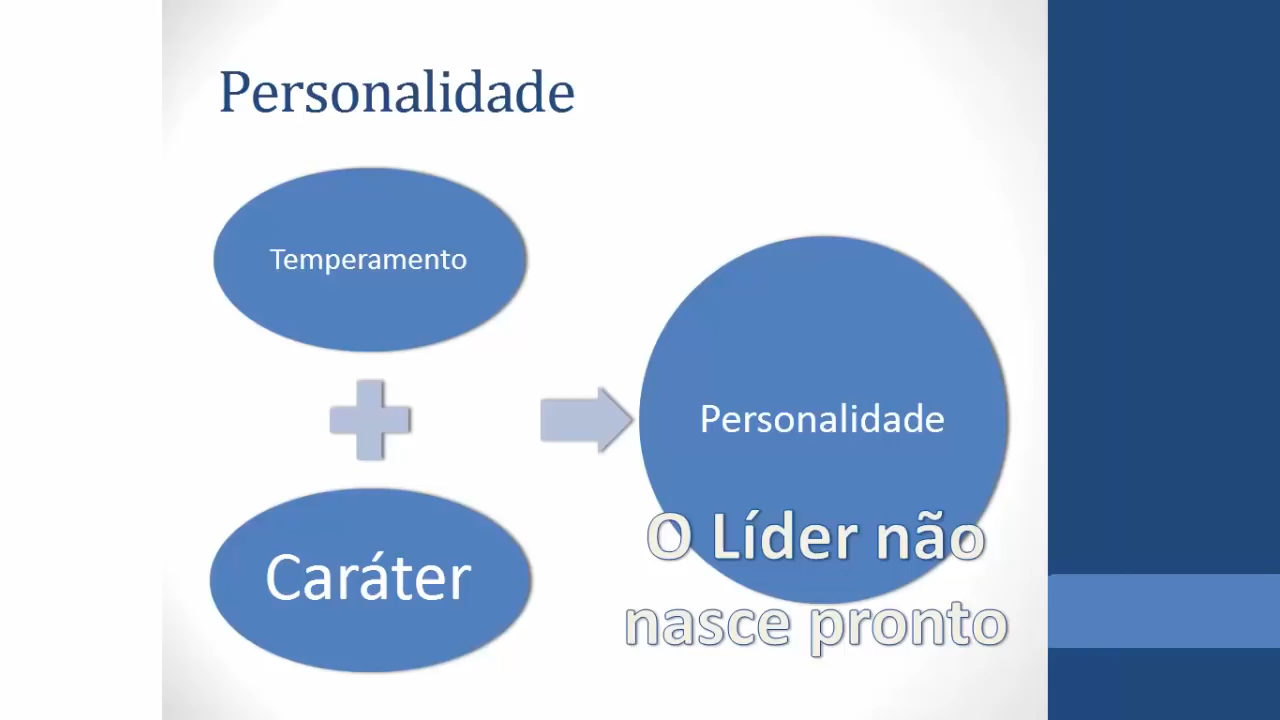 Personalidade
Temperamento
Caráter
Personalidade
O Líder não
nasce pronto